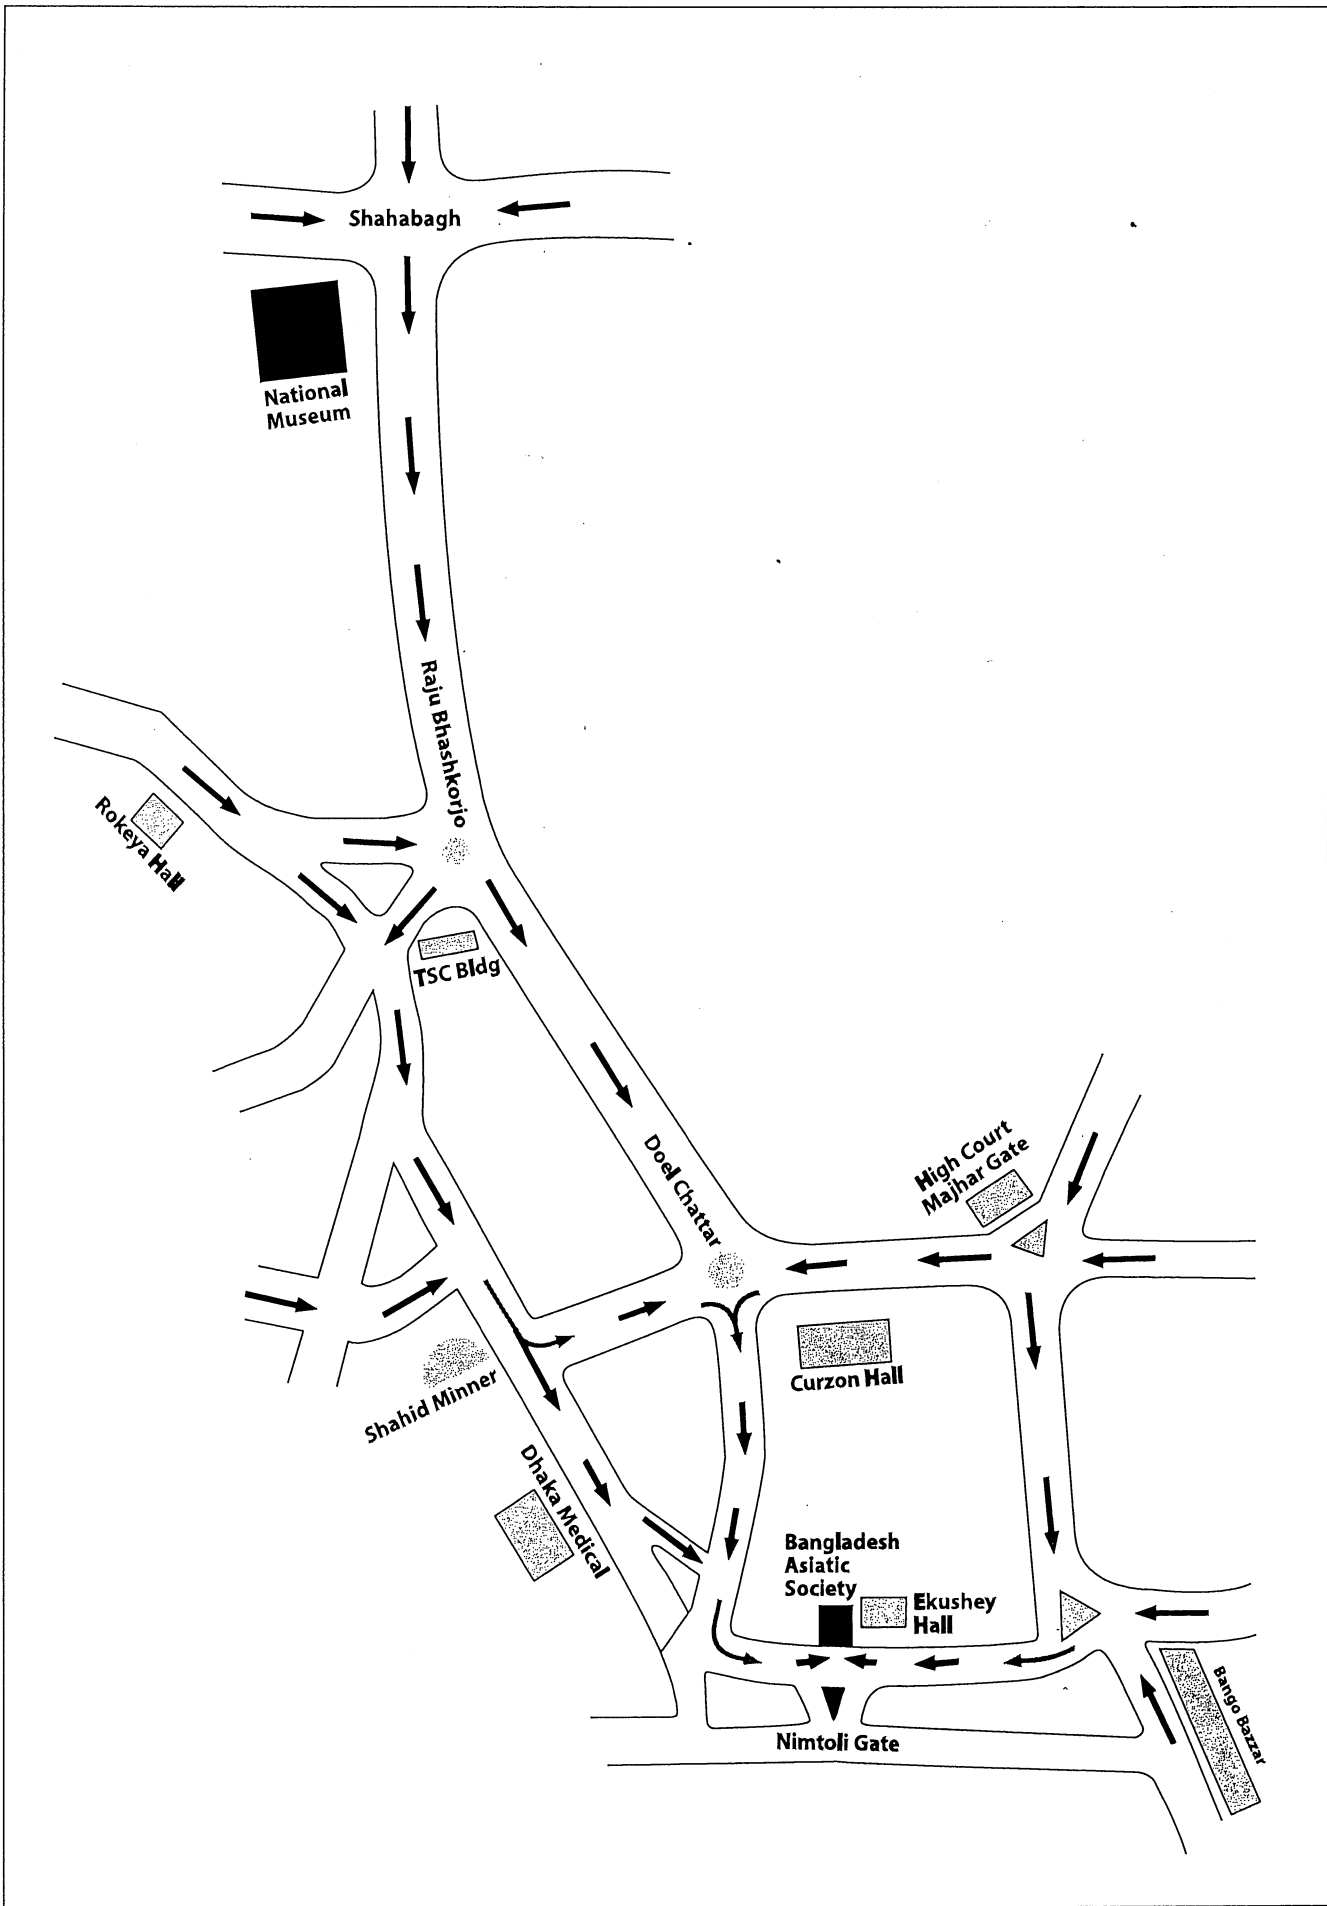 Shahabagh
National
Museum
Raju Bhashkorjo
Rokeya Hall
TSC Bldg
Doel Chattar
High Court
Majhar Gate
Curzon Hall
Shahid Minner
Dhaka Medical
Bangladesh
Asiatic
Society
Ekushey
Hall
Bango Bazzar
Nimtoli Gate